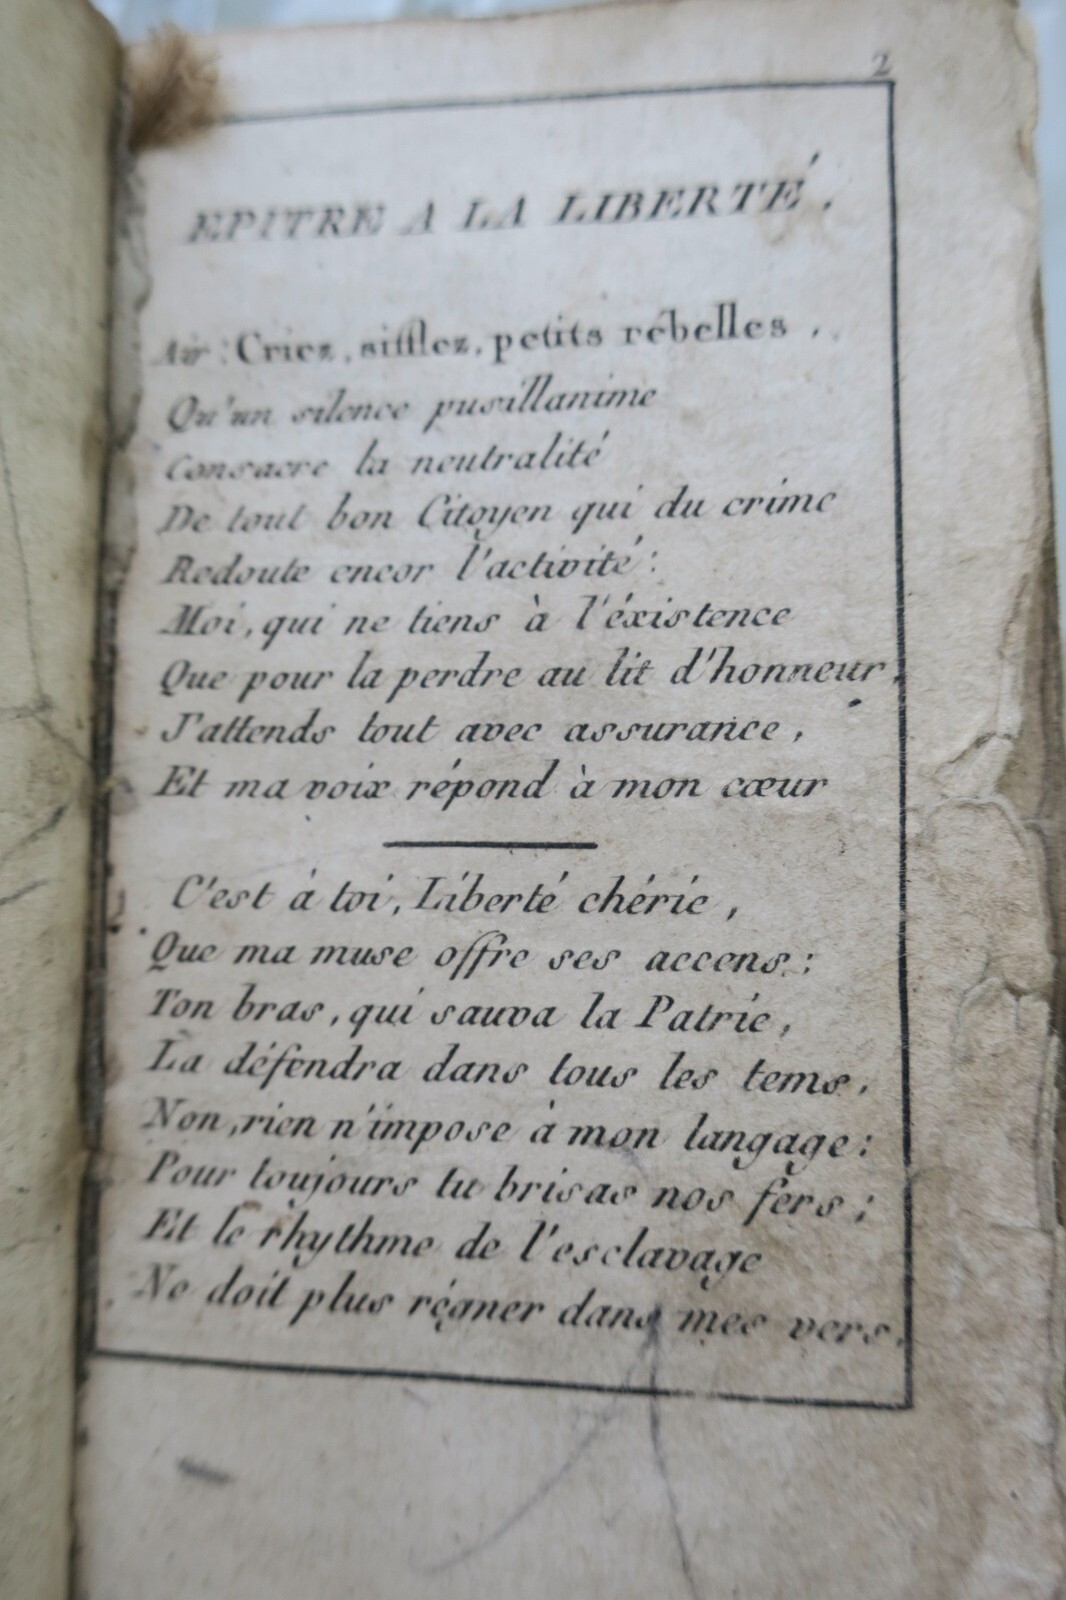 2
EPITRE A LA LIBERTÉ.
Air: Criez, sifflez, petits rébelles.
Qu'un silence pusillanime
Consacre la neutralité
De tout bon Citoyen qui du crime
Redoute encor l'activité:
Moi, qui ne tiens à l'éxistence
Que pour la perdre au lit d'honneur,
J'attends tout avec assurance,
Et ma voix répond à mon cœur
C'est à toi, Liberté chérie,
Que ma muse offre ses accens:
Ton bras, qui sauva la Patrie,
La défendra dans tous les tems.
Non, rien n'impose à mon langage:
Pour toujours tu brisas nos fers;
Et le rhythme de l'esclavage
Ne doit plus régner dans mes vers.